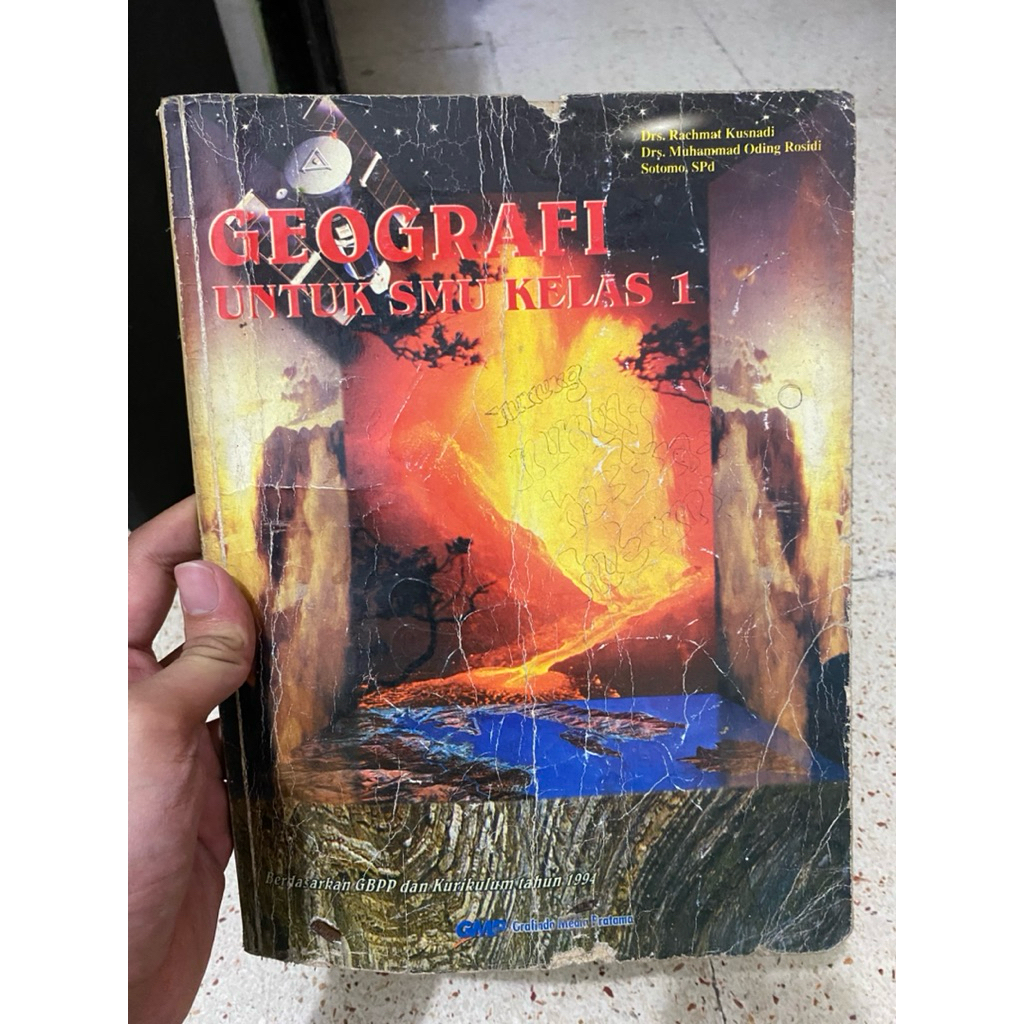 Drs. Rachmat Kusnadi
Drs. Muhammad Oding Rosidi
Sotomo, SPd
GEOGRAFI
UNTUK SMU KELAS 1
Berdasarkan GBPP dan Kurikulum tahun 1994
GMP Grafindo Media Pratama